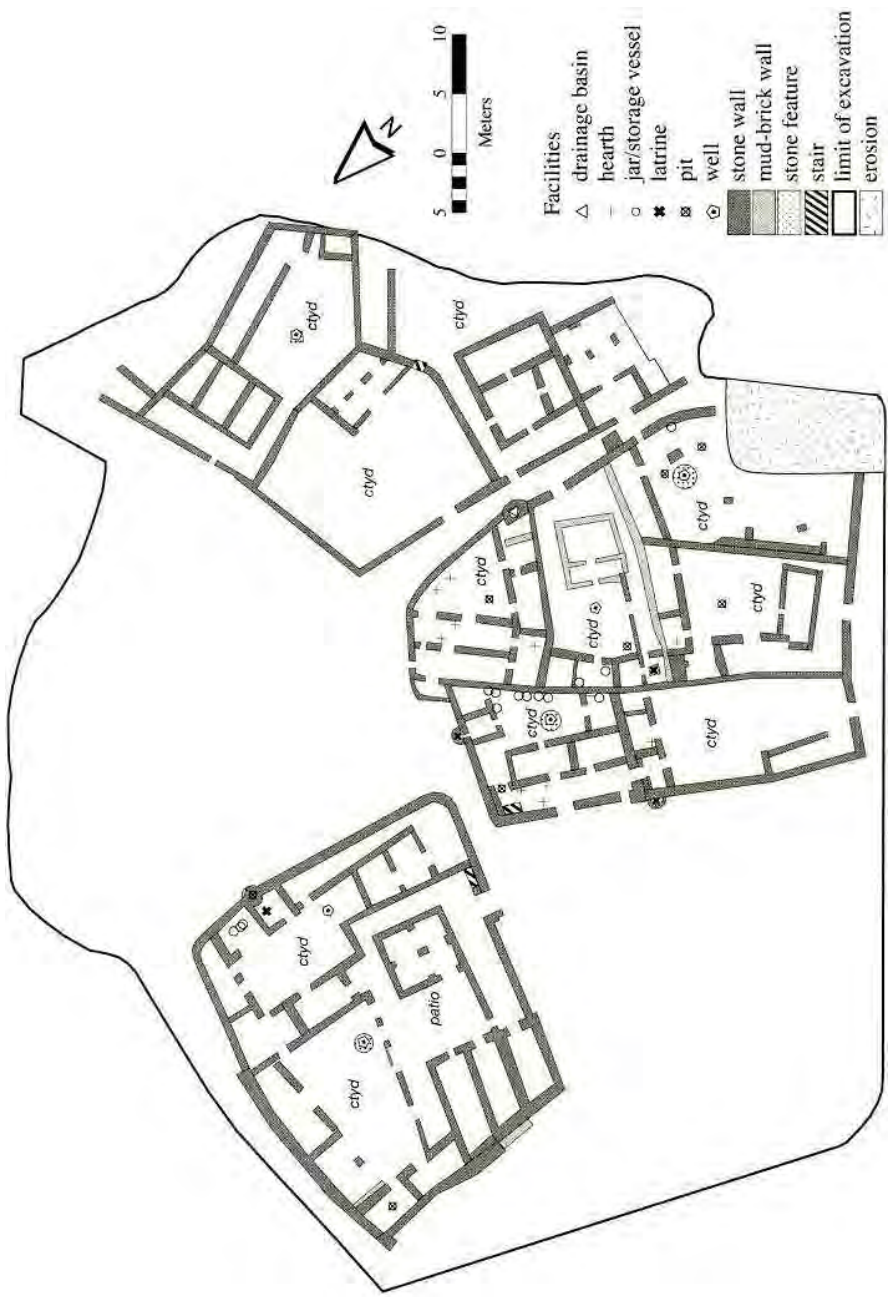 5 0 5 10
Meters
N
Facilities
drainage basin
hearth
jar/storage vessel
latrine
pit
well
stone wall
mud-brick wall
stone feature
stair
limit of excavation
erosion
ctyd
ctyd
ctyd
ctyd
ctyd
ctyd
ctyd
ctyd
ctyd
ctyd
patio
ctyd